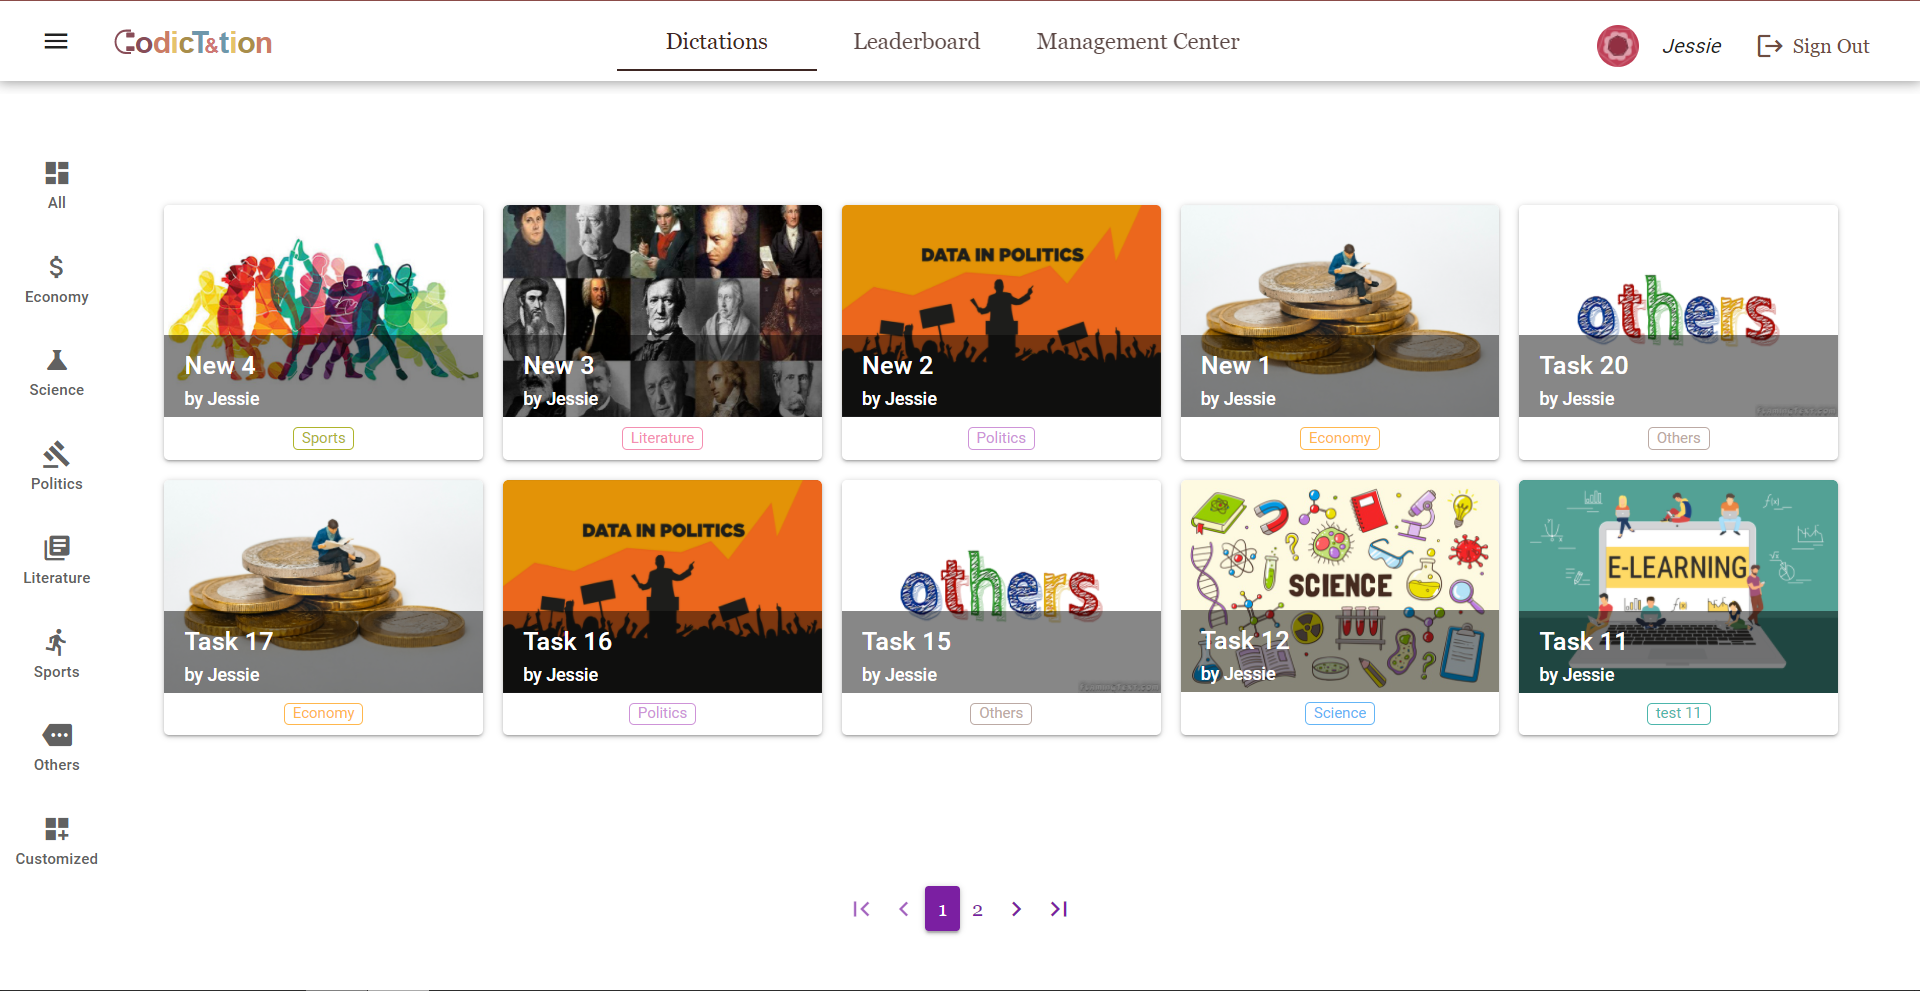 CodicT&tion
Dictations
Leaderboard
Management Center
Jessie
Sign Out
All
Economy
Science
Politics
Literature
Sports
Others
Customized
New 4
by Jessie
Sports
New 3
by Jessie
Literature
DATA IN POLITICS
New 2
by Jessie
Politics
New 1
by Jessie
Economy
others
Task 20
by Jessie
Others
Task 17
by Jessie
Economy
DATA IN POLITICS
Task 16
by Jessie
Politics
others
Task 15
by Jessie
Others
SCIENCE
Task 12
by Jessie
Science
E-LEARNING
Task 11
by Jessie
test 11
1
2